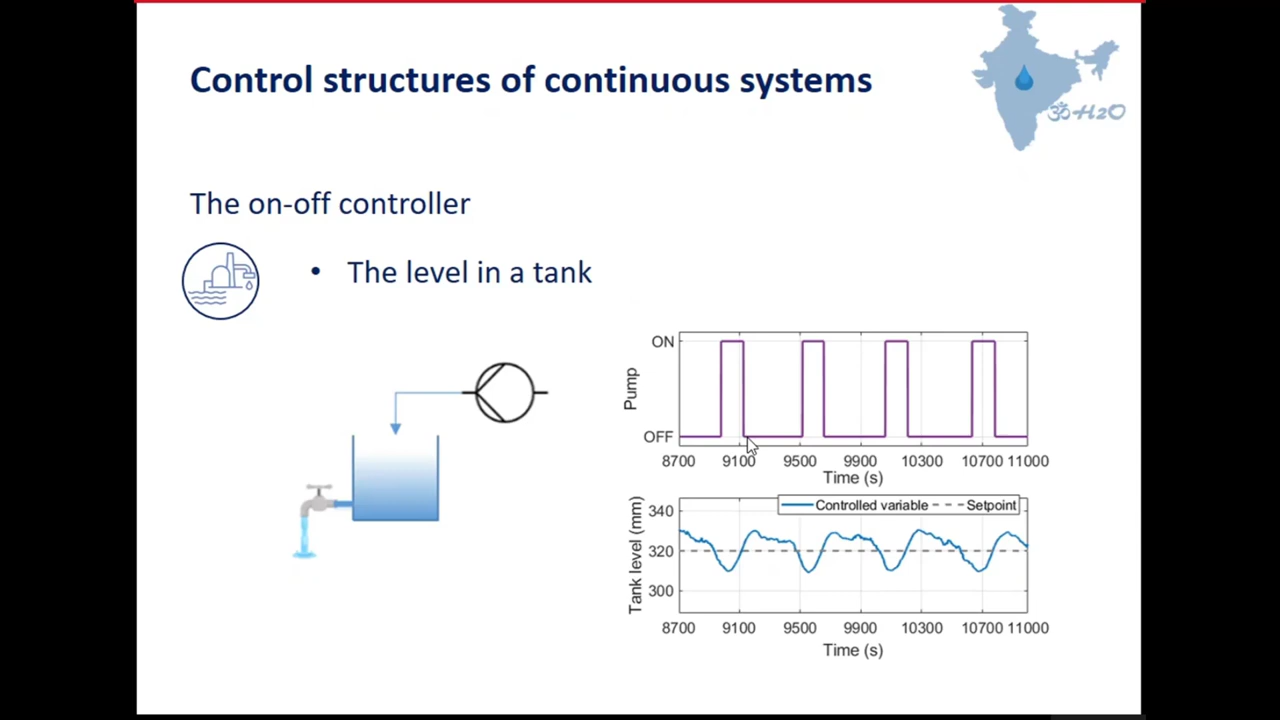 Control structures of continuous systems
ॐH2O
The on-off controller
• The level in a tank
ON
Pump
OFF
8700 9100 9500 9900 10300 10700 11000
Time (s)
Controlled variable Setpoint
340
Tank level (mm)
320
300
8700 9100 9500 9900 10300 10700 11000
Time (s)